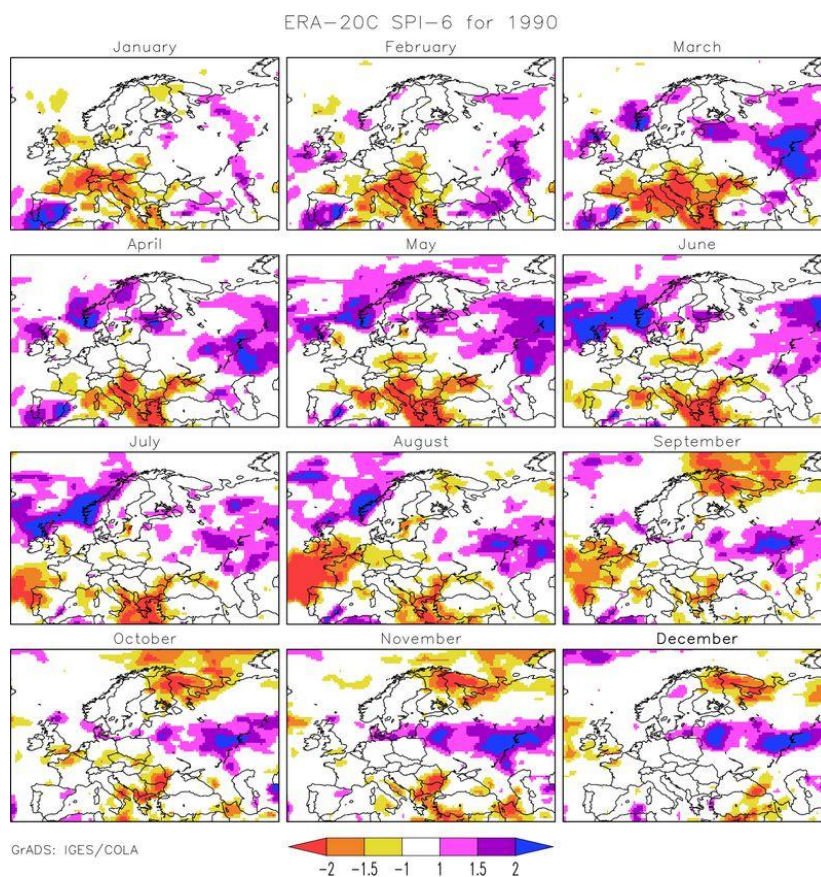 ERA-20C SPI-6 for 1990
January
February
March
April
May
June
July
August
September
October
November
December
GrADS: IGES/COLA
-2 -1.5 -1 1 1.5 2